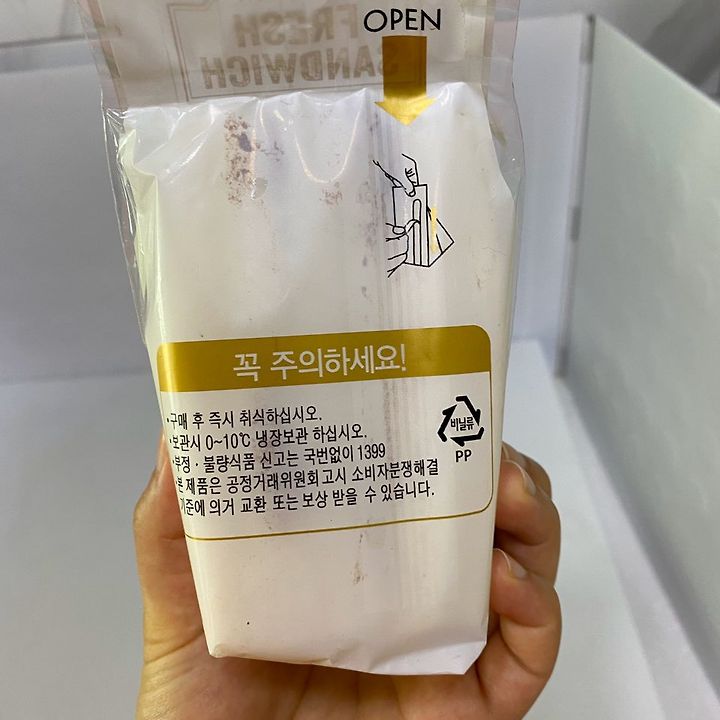 OPEN
FRESH
SANDWICH
꼭 주의하세요!
·구매 후 즉시 취식하십시오.
·보관시 0~10℃ 냉장보관 하십시오.
·부정·불량식품 신고는 국번없이 1399
·본 제품은 공정거래위원회고시 소비자분쟁해결
기준에 의거 교환 또는 보상 받을 수 있습니다.
비닐류
PP